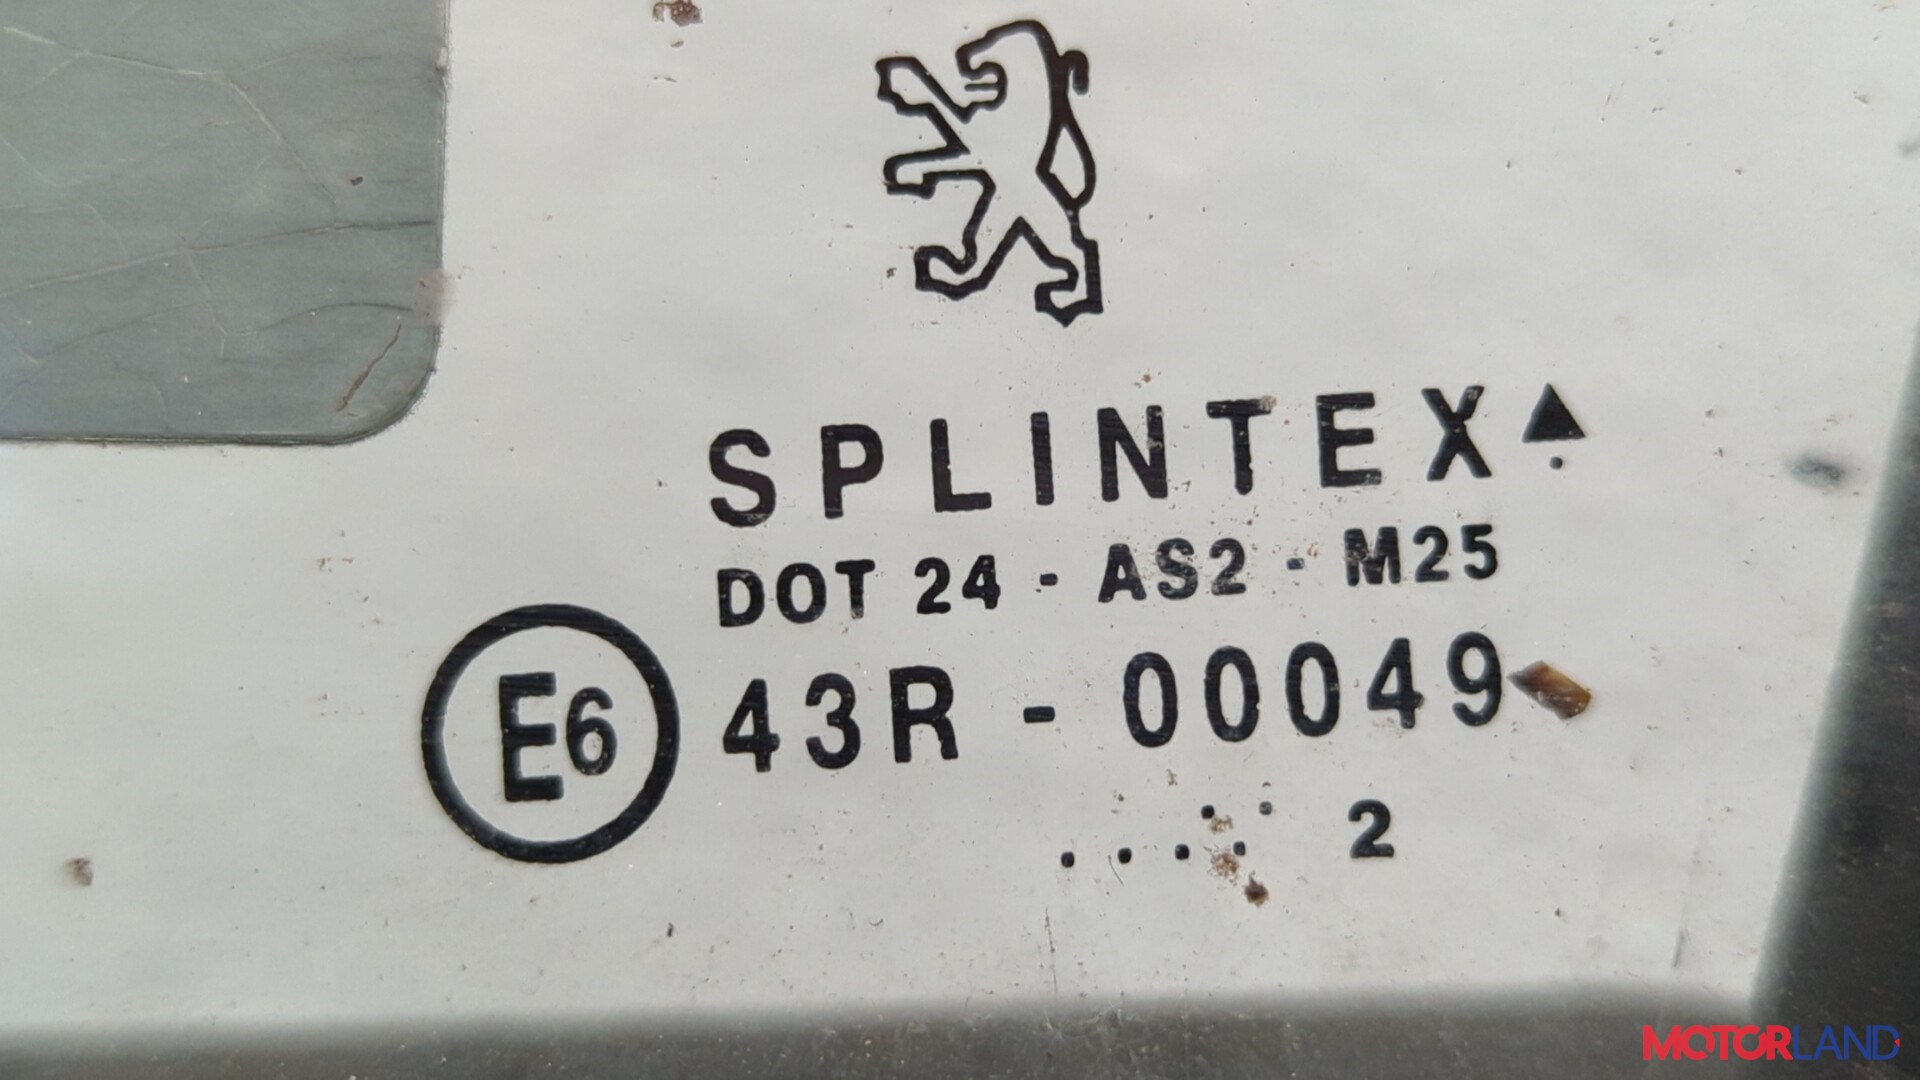 SPLINTEX
DOT 24 - AS2 - M25
E6 43R - 00049
2
MOTORLAND